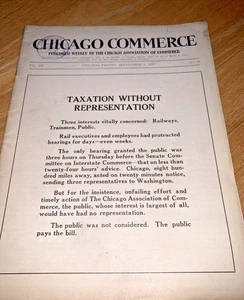 CHICAGO COMMERCE
PUBLISHED WEEKLY BY THE CHICAGO ASSOCIATION OF COMMERCE
CHICAGO, FRIDAY, SEPTEMBER
TAXATION WITHOUT
REPRESENTATION
Three interests vitally concerned: Railways,
Trainmen, Public.
Rail executives and employes had protracted
hearings for days—even weeks.
The only hearing granted the public was
three hours on Thursday before the Senate Com-
mittee on Interstate Commerce—that on less than
twenty-four hours' advice. Chicago, eight hun-
dred miles away, acted on twenty minutes notice,
sending three representatives to Washington.
But for the insistence, unfailing effort and
timely action of The Chicago Association of Com-
merce, the public, whose interest is largest of all,
would have had no representation.
The public was not considered. The public
pays the bill.